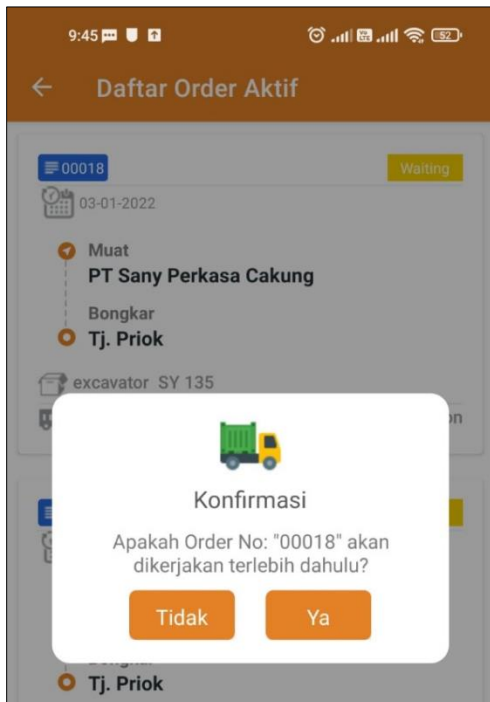 9:45
52
Daftar Order Aktif
00018
Waiting
03-01-2022
Muat
PT Sany Perkasa Cakung
Bongkar
Tj. Priok
excavator SY 135
on
Konfirmasi
Apakah Order No: "00018" akan
dikerjakan terlebih dahulu?
Tidak
Ya
Tj. Priok